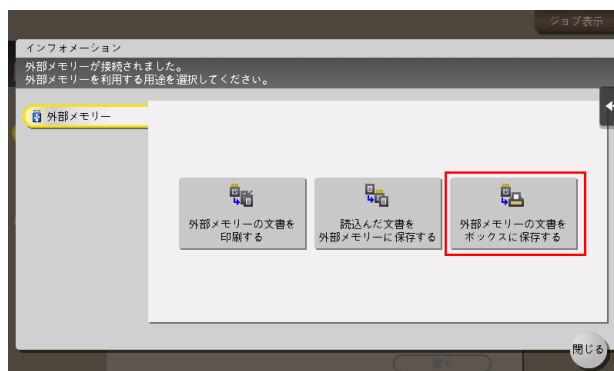 ジョブ表示
インフォメーション
外部メモリーが接続されました。
外部メモリーを利用する用途を選択してください。
外部メモリー
外部メモリーの文書を
印刷する
読込んだ文書を
外部メモリーに保存する
外部メモリーの文書を
ボックスに保存する
閉じる
開く